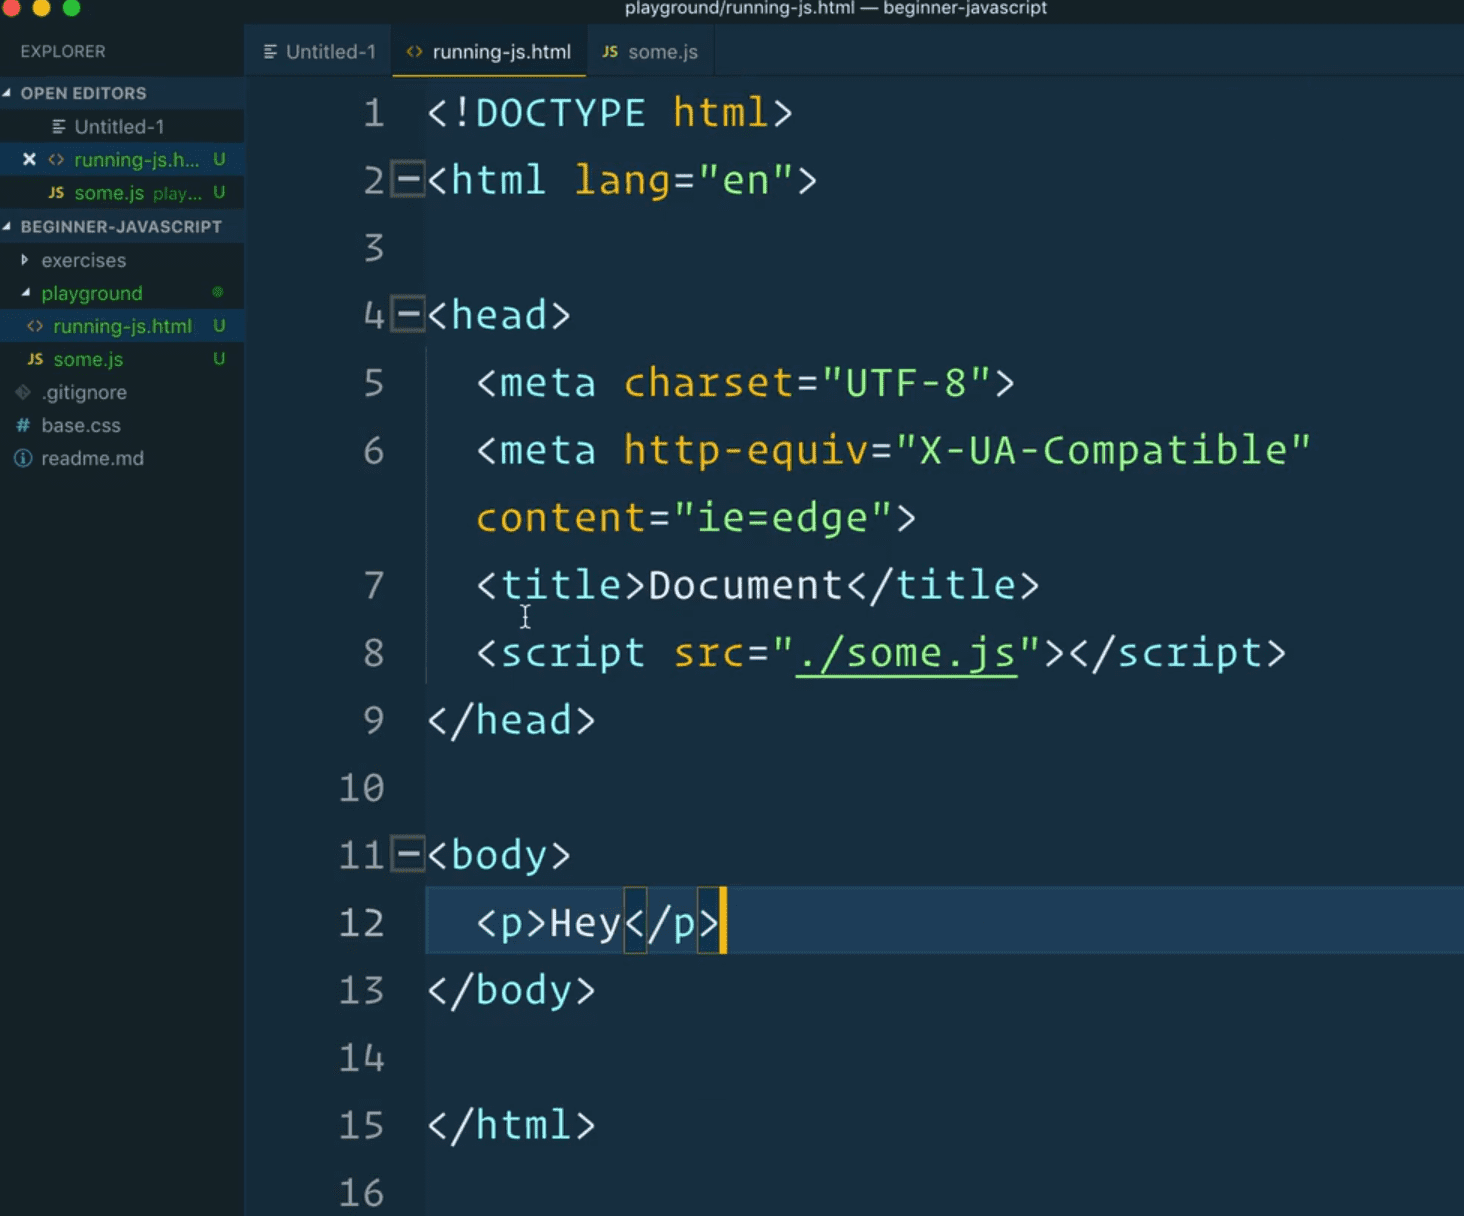 playground/running-js.html — beginner-javascript
EXPLORER
Untitled-1
running-js.html
JS some.js
OPEN EDITORS
Untitled-1
running-js.h... U
JS some.js play... U
BEGINNER-JAVASCRIPT
exercises
playground
running-js.html U
JS some.js U
.gitignore
# base.css
readme.md
1 <!DOCTYPE html>
2 <html lang="en">
3
4 <head>
5 <meta charset="UTF-8">
6 <meta http-equiv="X-UA-Compatible"
content="ie=edge">
7 <title>Document</title>
8 <script src="./some.js"></script>
9 </head>
10
11 <body>
12 <p>Hey</p>
13 </body>
14
15 </html>
16